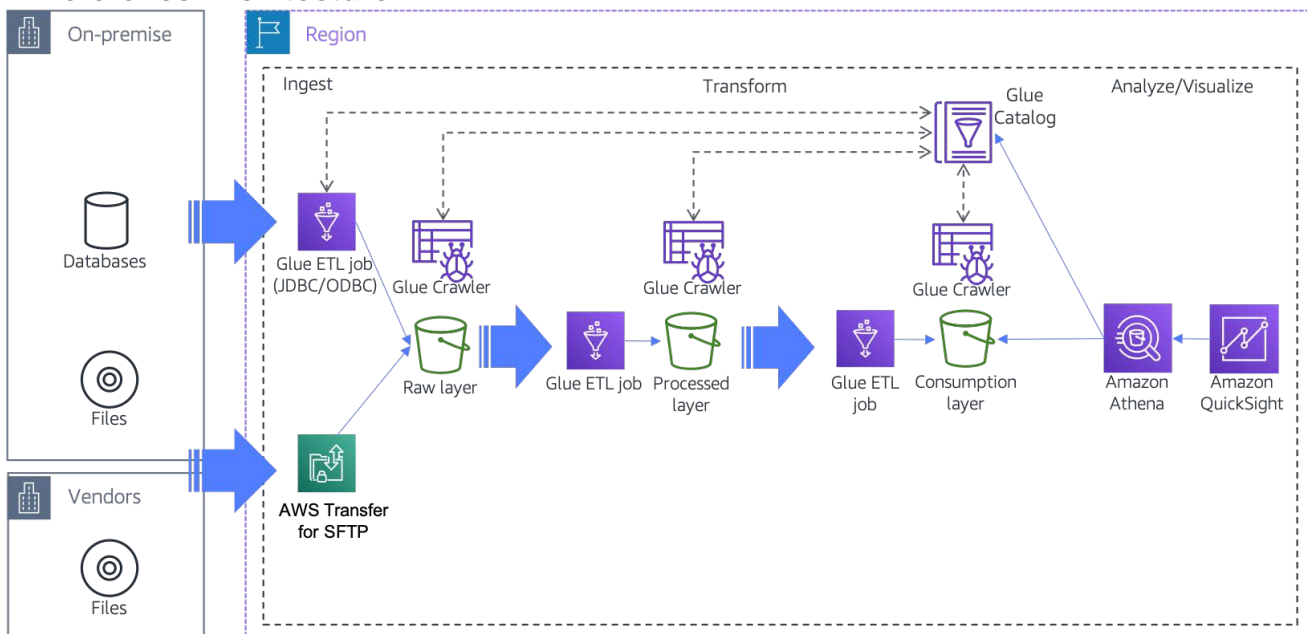 On-premise
Region
Ingest
Transform
Analyze/Visualize
Glue
Catalog
Databases
Glue ETL job
(JDBC/ODBC)
Glue Crawler
Glue Crawler
Glue Crawler
Raw layer
Glue ETL job
Processed
layer
Glue ETL
job
Consumption
layer
Amazon
Athena
Amazon
QuickSight
Files
AWS Transfer
for SFTP
Vendors
Files